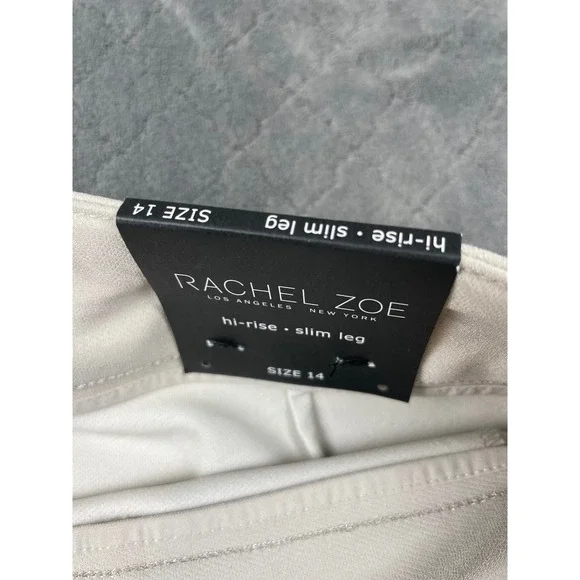 hi-rise • slim leg SIZE 14
RACHEL ZOE
LOS ANGELES NEW YORK
hi-rise • slim leg
SIZE 14